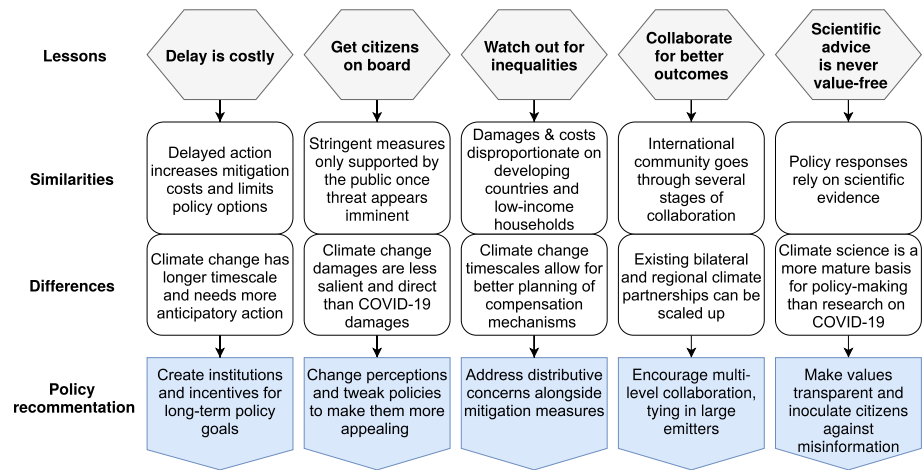 Lessons
Delay is costly
Get citizens
on board
Watch out for
inequalities
Collaborate
for better
outcomes
Scientific
advice
is never
value-free
Similarities
Delayed action
increases mitigation
costs and limits
policy options
Stringent measures
only supported by
the public once
threat appears
imminent
Damages & costs
disproportionate on
developing
countries and
low-income
households
International
community goes
through several
stages of
collaboration
Policy responses
rely on scientific
evidence
Differences
Climate change has
longer timescale
and needs more
anticipatory action
Climate change
damages are less
salient and direct
than COVID-19
damages
Climate change
timescales allow for
better planning of
compensation
mechanisms
Existing bilateral
and regional climate
partnerships can be
scaled up
Climate science is a
more mature basis
for policy-making
than research on
COVID-19
Policy
recommendation
Create institutions
and incentives for
long-term policy
goals
Change perceptions
and tweak policies
to make them more
appealing
Address distributive
concerns alongside
mitigation measures
Encourage multi-
level collaboration,
tying in large
emitters
Make values
transparent and
inoculate citizens
against
misinformation